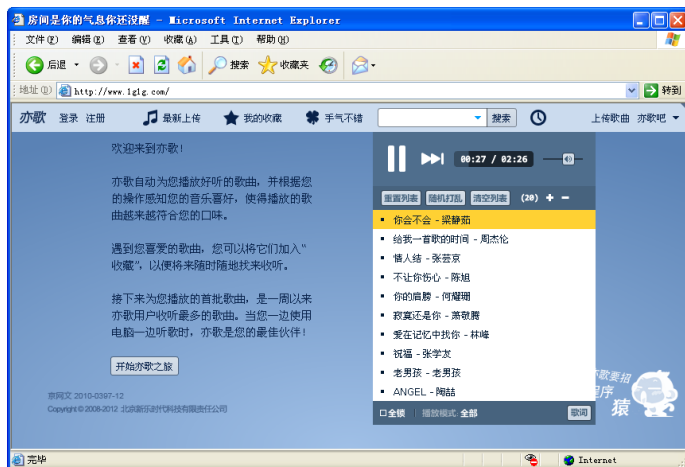 房间是你的气息你还没醒 - Microsoft Internet Explorer
文件(F) 编辑(E) 查看(V) 收藏(A) 工具(T) 帮助(H)
后退 搜索 收藏夹
地址(D) http://www.1g1g.com/ 转到
亦歌 登录 注册 最新上传 我的收藏 手气不错 搜索 上传歌曲 亦歌吧
欢迎来到亦歌!
亦歌自动为您播放好听的歌曲，并根据您
的操作感知您的音乐喜好，使得播放的歌
曲越来越符合您的口味。
遇到您喜爱的歌曲，您可以将它们加入“
收藏”，以便将来随时随地找来收听。
接下来为您播放的首批歌曲，是一周以来
亦歌用户收听最多的歌曲。当您一边使用
电脑一边听歌时，亦歌是您的最佳伙伴!
开始亦歌之旅
京网文 2010-0397-12
Copyright © 2008-2012 北京新乐时代科技有限责任公司
00:27 / 02:26
重置列表 随机打乱 清空列表 (20) + -
你会不会 - 梁静茹
给我一首歌的时间 - 周杰伦
情人结 - 张芸京
不让你伤心 - 陈旭
你的肩膀 - 何耀珊
寂寞还是你 - 萧敬腾
爱在记忆中找你 - 林峰
祝福 - 张学友
老男孩 - 老男孩
ANGEL - 陶喆
全锁 播放模式: 全部 歌词
亦歌要招
程序
猿
完毕 Internet